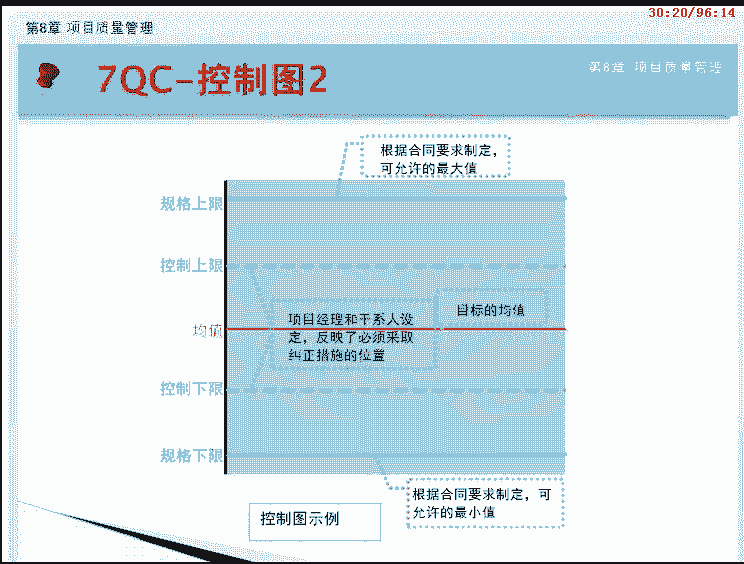 30:20/96:14
第8章 项目质量管理
第8章 项目质量管理
7QC-控制图2
根据合同要求制定,
可允许的最大值
规格上限
控制上限
目标的均值
项目经理和干系人设
定,反映了必须采取
纠正措施的位置
均值
控制下限
规格下限
根据合同要求制定,可
允许的最小值
控制图示例